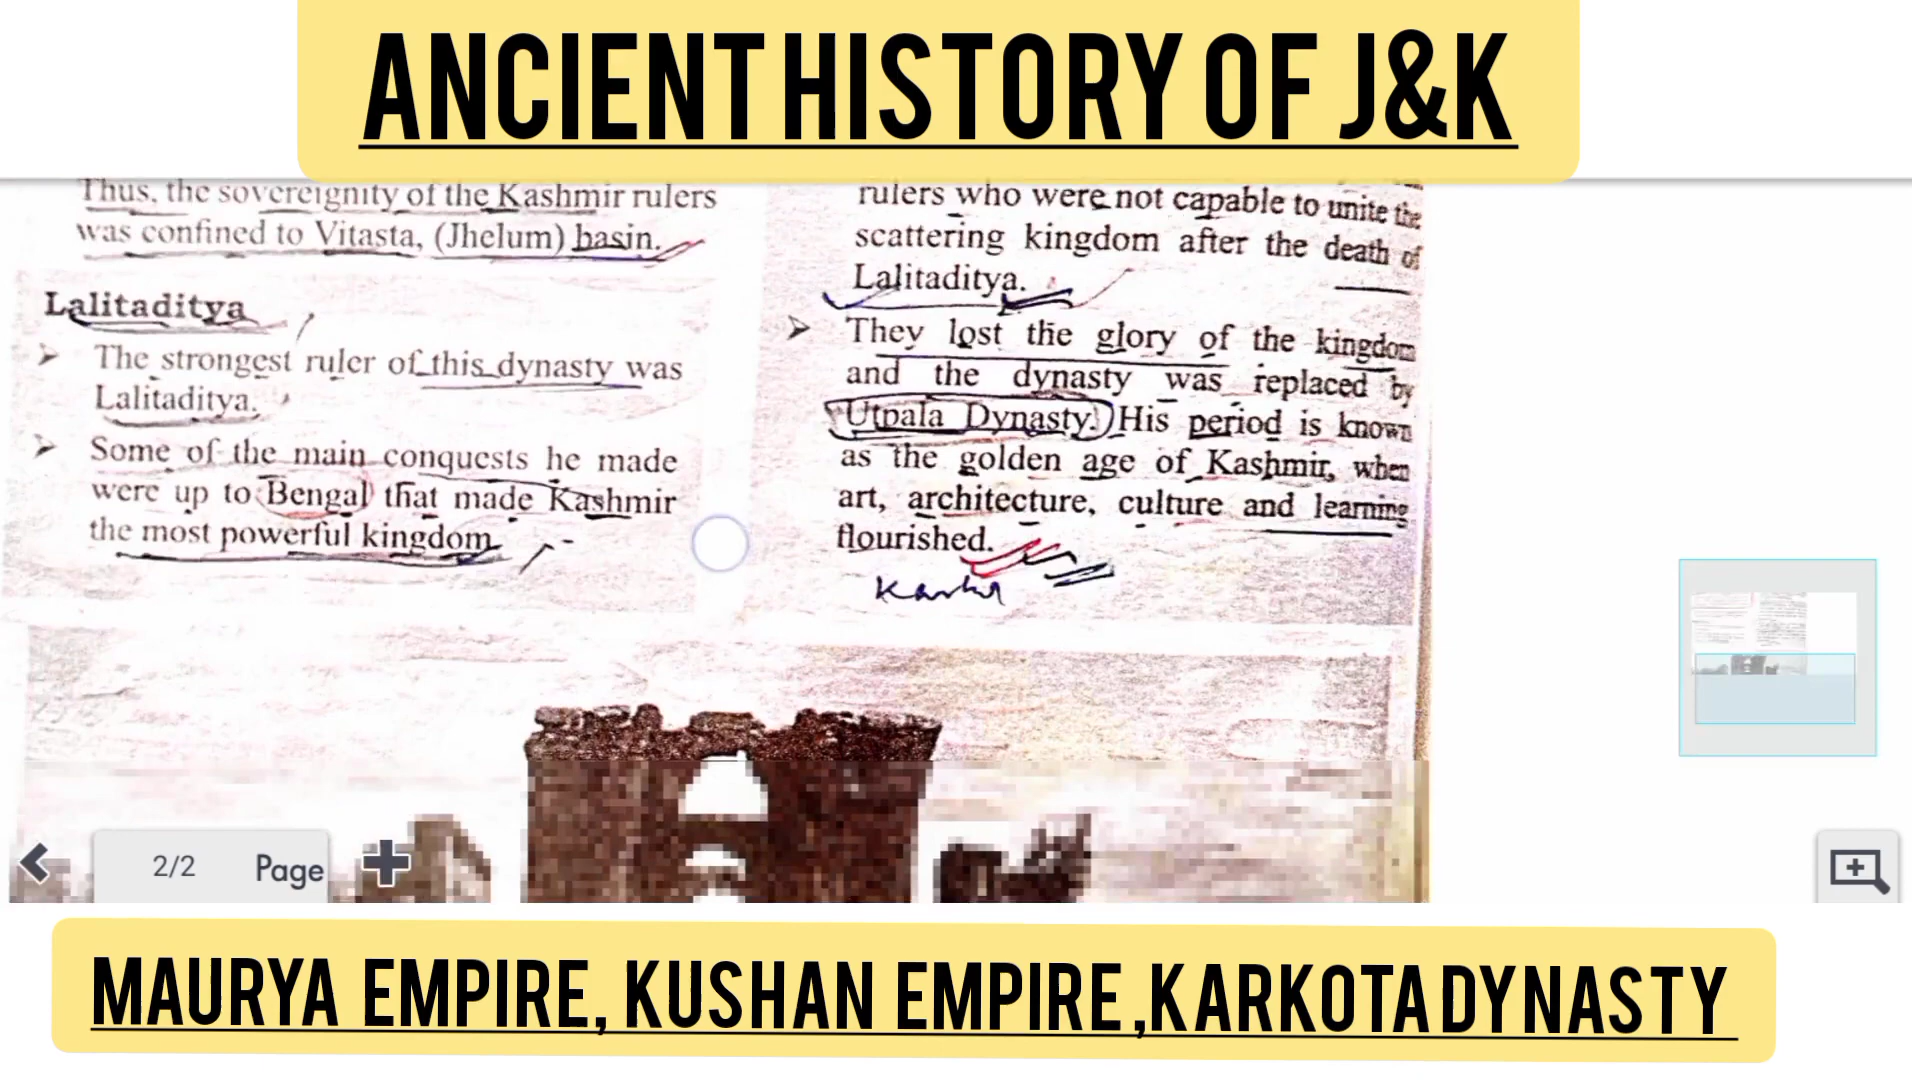 ANCIENT HISTORY OF J&K
Thus, the sovereignity of the Kashmir rulers
was confined to Vitasta, (Jhelum) basin.
Lalitaditya
➤ The strongest ruler of this dynasty was
Lalitaditya.
➤ Some of the main conquests he made
were up to Bengal that made Kashmir
the most powerful kingdom
rulers who were not capable to unite the
scattering kingdom after the death of
Lalitaditya.
➤ They lost the glory of the kingdom
and the dynasty was replaced by
Utpala Dynasty. His period is known
as the golden age of Kashmir, when
art, architecture, culture and learning
flourished.
2/2 Page
MAURYA EMPIRE, KUSHAN EMPIRE ,KARKOTA DYNASTY